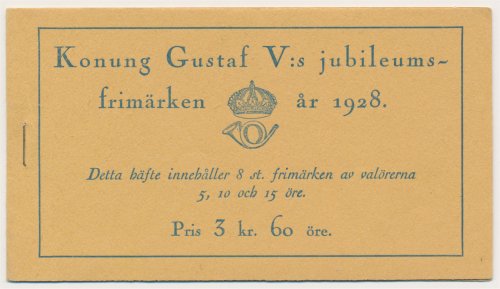 Konung Gustaf V:s jubileums-
frimärken år 1928.
Detta häfte innehåller 8 st. frimärken av valörerna
5, 10 och 15 öre.
Pris 3 kr. 60 öre.